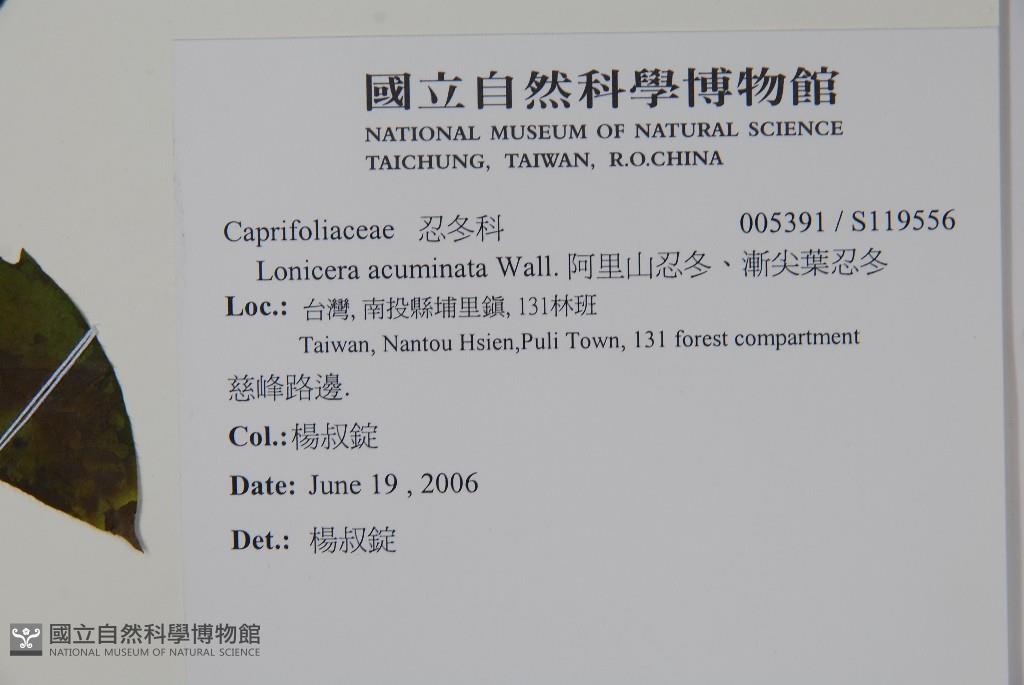 國立自然科學博物館
NATIONAL MUSEUM OF NATURAL SCIENCE
TAICHUNG, TAIWAN, R.O.CHINA
Caprifoliaceae 忍冬科 005391 / S119556
Lonicera acuminata Wall. 阿里山忍冬、漸尖葉忍冬
Loc.: 台灣, 南投縣埔里鎮, 131林班
Taiwan, Nantou Hsien,Puli Town, 131 forest compartment
慈峰路邊.
Col.:楊叔錠
Date: June 19 , 2006
Det.: 楊叔錠
國立自然科學博物館
NATIONAL MUSEUM OF NATURAL SCIENCE